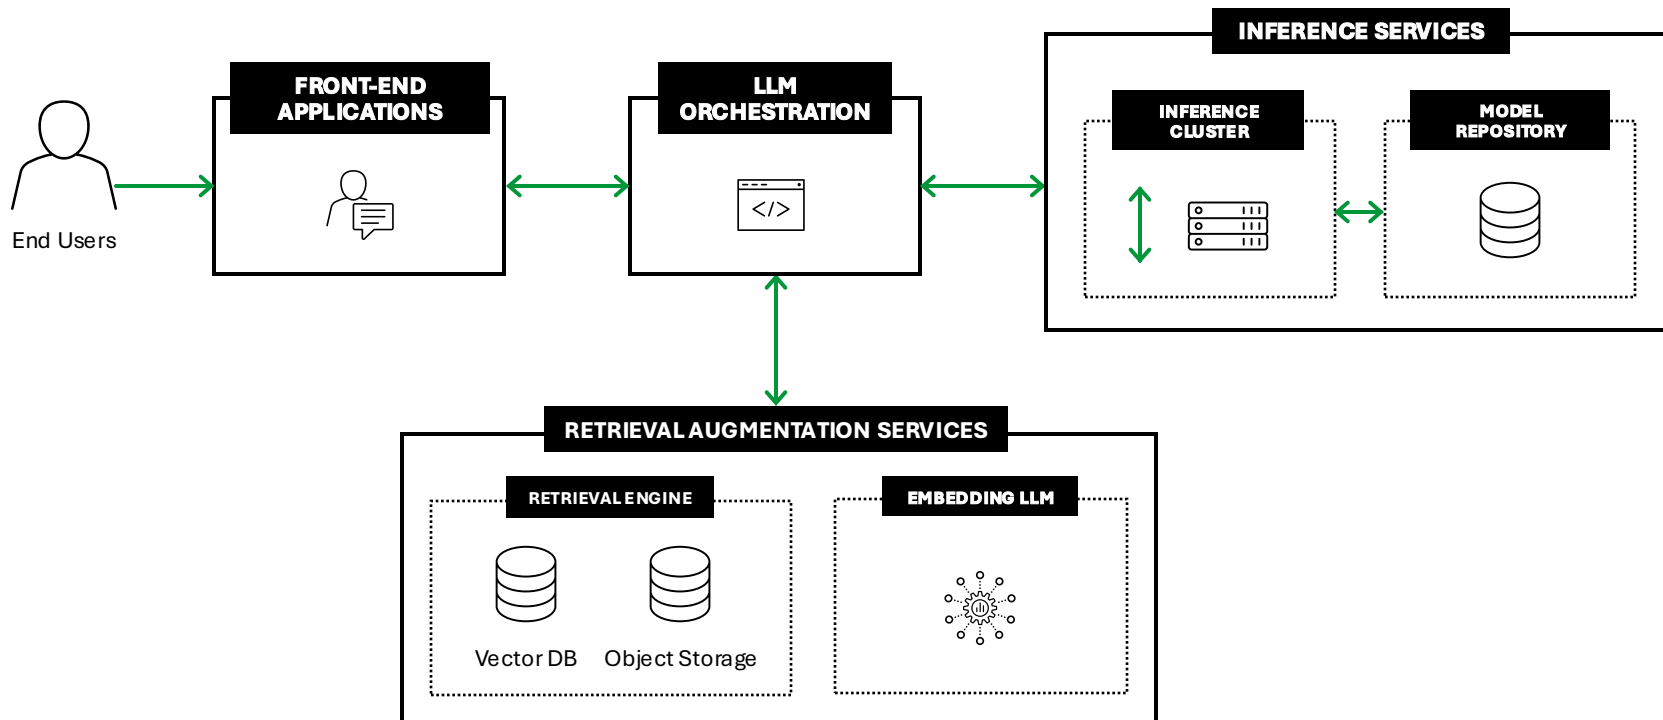 INFERENCE SERVICES
FRONT-END
APPLICATIONS
LLM
ORCHESTRATION
INFERENCE
CLUSTER
MODEL
REPOSITORY
</>
End Users
RETRIEVAL AUGMENTATION SERVICES
RETRIEVAL ENGINE
EMBEDDING LLM
Vector DB
Object Storage